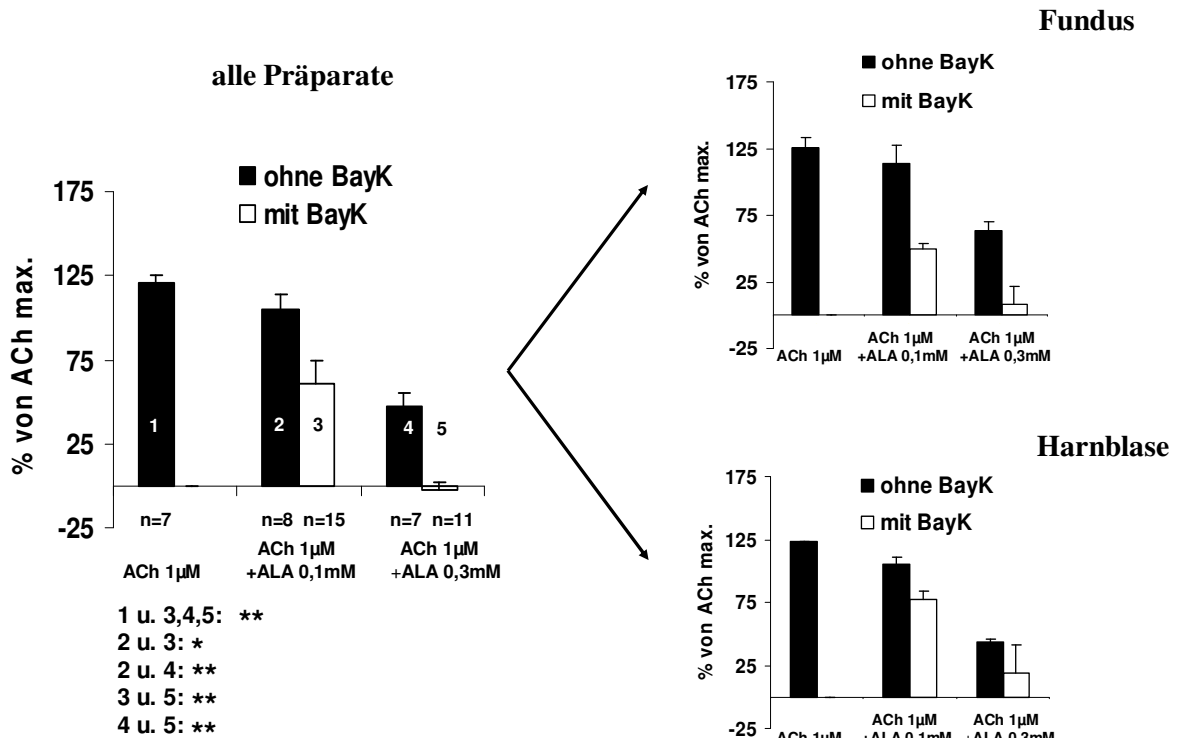 alle Präparate
ohne BayK
mit BayK
% von ACh max.
175
125
75
25
-25
1
2
3
4
5
n=7
n=8 n=15
n=7 n=11
ACh 1µM
ACh 1µM
+ALA 0,1mM
ACh 1µM
+ALA 0,3mM
1 u. 3,4,5: **
2 u. 3: *
2 u. 4: **
3 u. 5: **
4 u. 5: **
Fundus
ohne BayK
mit BayK
% von ACh max.
175
125
75
25
-25
ACh 1µM
ACh 1µM
+ALA 0,1mM
ACh 1µM
+ALA 0,3mM
Harnblase
ohne BayK
mit BayK
% von ACh max.
175
125
75
25
-25
ACh 1µM
ACh 1µM
+ALA 0,1mM
ACh 1µM
+ALA 0,3mM